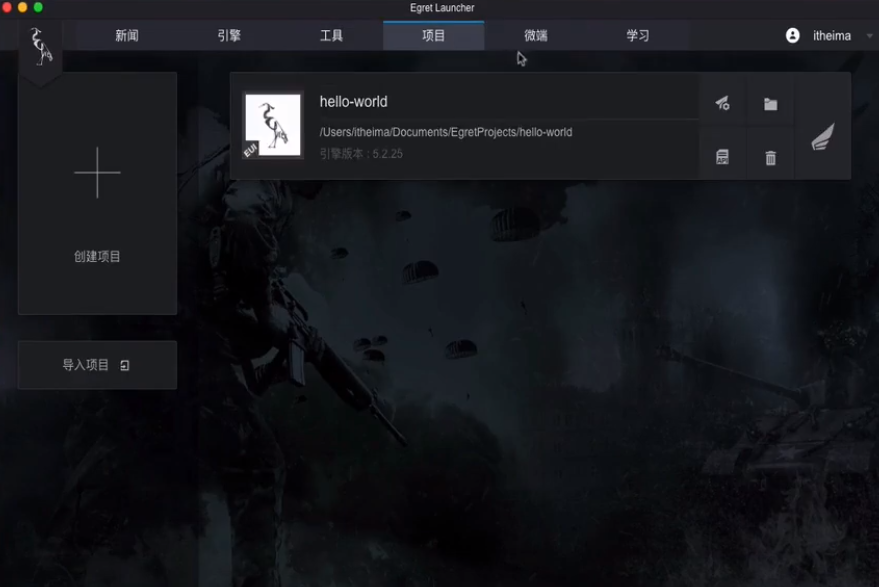 Egret Launcher
新闻 引擎 工具 项目 微端 学习 itheima
hello-world
/Users/itheima/Documents/EgretProjects/hello-world
引擎版本 : 5.2.25
EUI
创建项目
导入项目